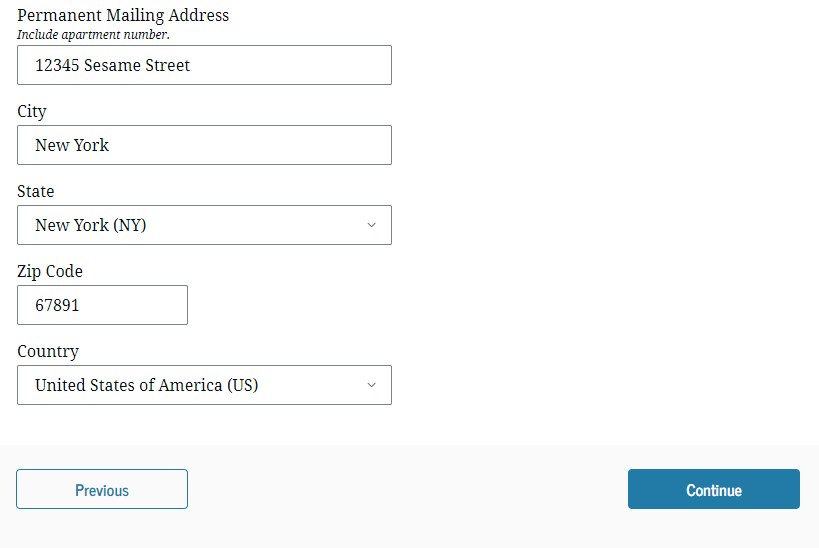 Permanent Mailing Address
Include apartment number.
12345 Sesame Street
City
New York
State
New York (NY)
Zip Code
67891
Country
United States of America (US)
Previous
Continue